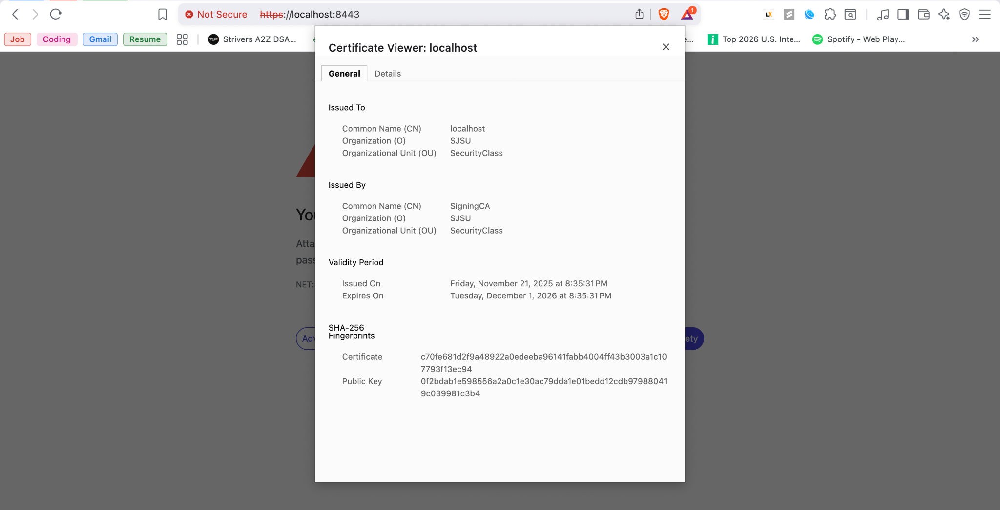 Not Secure https://localhost:8443
1
Job Coding Gmail Resume Strivers A2Z DSA... e... Top 2026 U.S. Inte... Spotify - Web Play...
Certificate Viewer: localhost
General Details
Issued To
Common Name (CN) localhost
Organization (O) SJSU
Organizational Unit (OU) SecurityClass
Issued By
Common Name (CN) SigningCA
Organization (O) SJSU
Organizational Unit (OU) SecurityClass
Validity Period
Issued On Friday, November 21, 2025 at 8:35:31 PM
Expires On Tuesday, December 1, 2026 at 8:35:31 PM
SHA-256
Fingerprints
Certificate c70fe681d2f9a48922a0edeeba96141fabb4004ff43b3003a1c10
7793f13ec94
Public Key 0f2bdab1e598556a2a0c1e30ac79dda1e01bedd12cdb97988041
9c039981c3b4
You
Atta
pass
NET:
Adv
ety